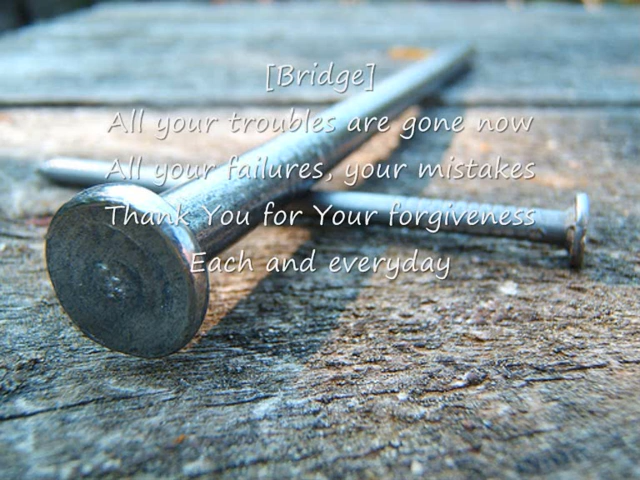 [Bridge]
All your troubles are gone now
All your failures, your mistakes
Thank You for Your forgiveness
Each and everyday